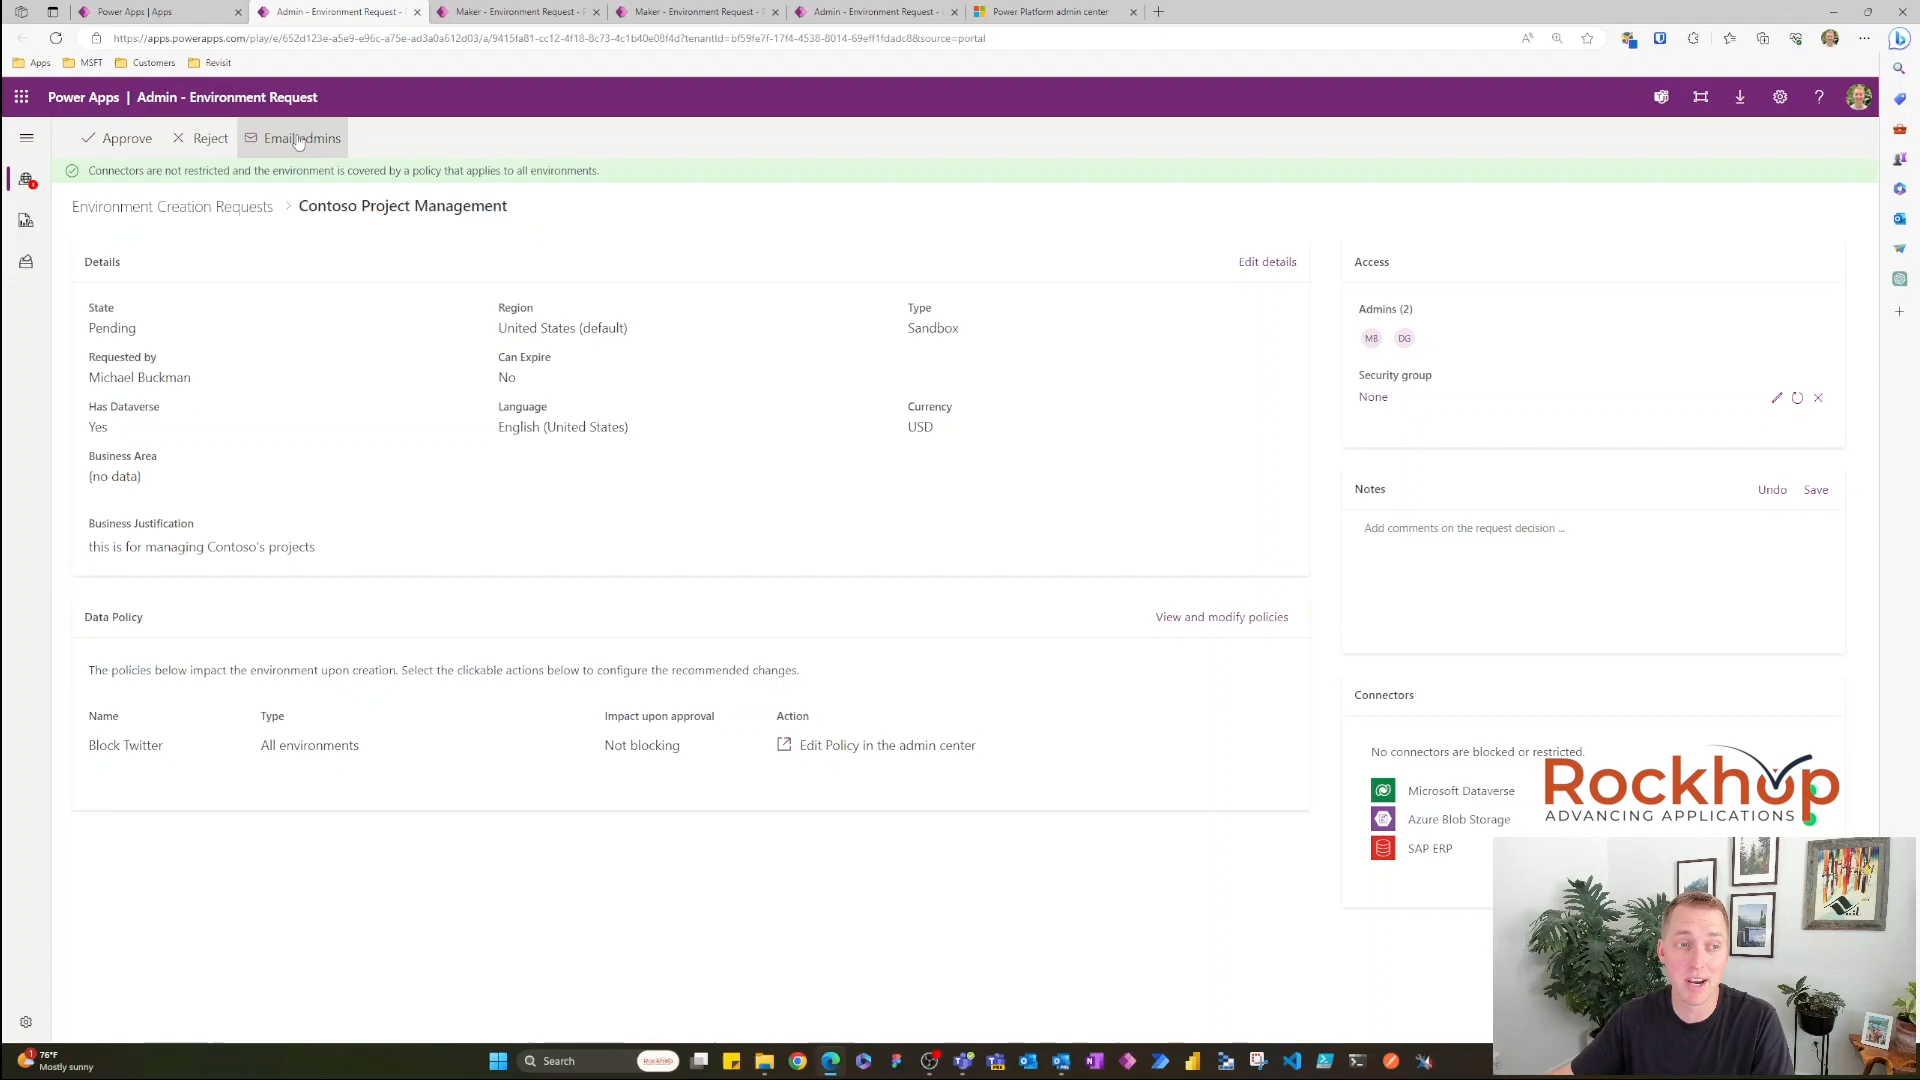 Power Apps | Apps
Admin - Environment Request -
Maker - Environment Request -
Maker - Environment Request -
Admin - Environment Request -
Power Platform admin center
https://apps.powerapps.com/play/e/652d123e-a5e9-e96c-a75e-ad3a0a612d03/a/9415fa81-cc12-4f18-8c73-4c1b40e08f4d?tenantId=bf59fe7f-17f4-4538-8014-69eff1fdadc8&source=portal
Apps
MSFT
Customers
Revisit
Power Apps | Admin - Environment Request
Approve
Reject
Email admins
Connectors are not restricted and the environment is covered by a policy that applies to all environments.
Environment Creation Requests > Contoso Project Management
Details
Edit details
State
Region
Type
Pending
United States (default)
Sandbox
Requested by
Can Expire
Michael Buckman
No
Has Dataverse
Language
Currency
Yes
English (United States)
USD
Business Area
(no data)
Business Justification
this is for managing Contoso's projects
Data Policy
View and modify policies
The policies below impact the environment upon creation. Select the clickable actions below to configure the recommended changes.
Name
Type
Impact upon approval
Action
Block Twitter
All environments
Not blocking
Edit Policy in the admin center
Access
Admins (2)
MB
DG
Security group
None
Notes
Undo
Save
Add comments on the request decision ...
Connectors
No connectors are blocked or restricted.
Microsoft Dataverse
Azure Blob Storage
SAP ERP
Rockhop
ADVANCING APPLICATIONS
1
76°F
Mostly sunny
Search
Rockhop